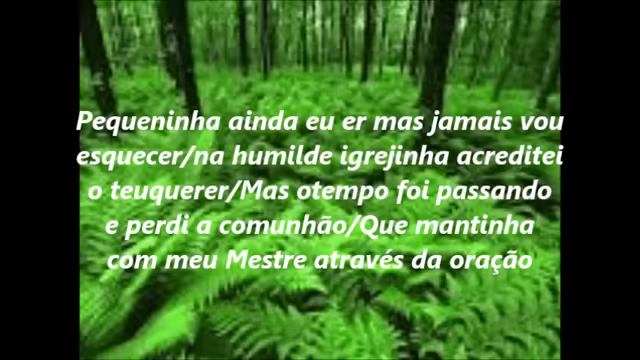 Pequeninha ainda eu er mas jamais vou
esquecer/na humilde igrejinha acreditei
o teuquerer/Mas otempo foi passando
e perdi a comunhão/Que mantinha
com meu Mestre através da oração